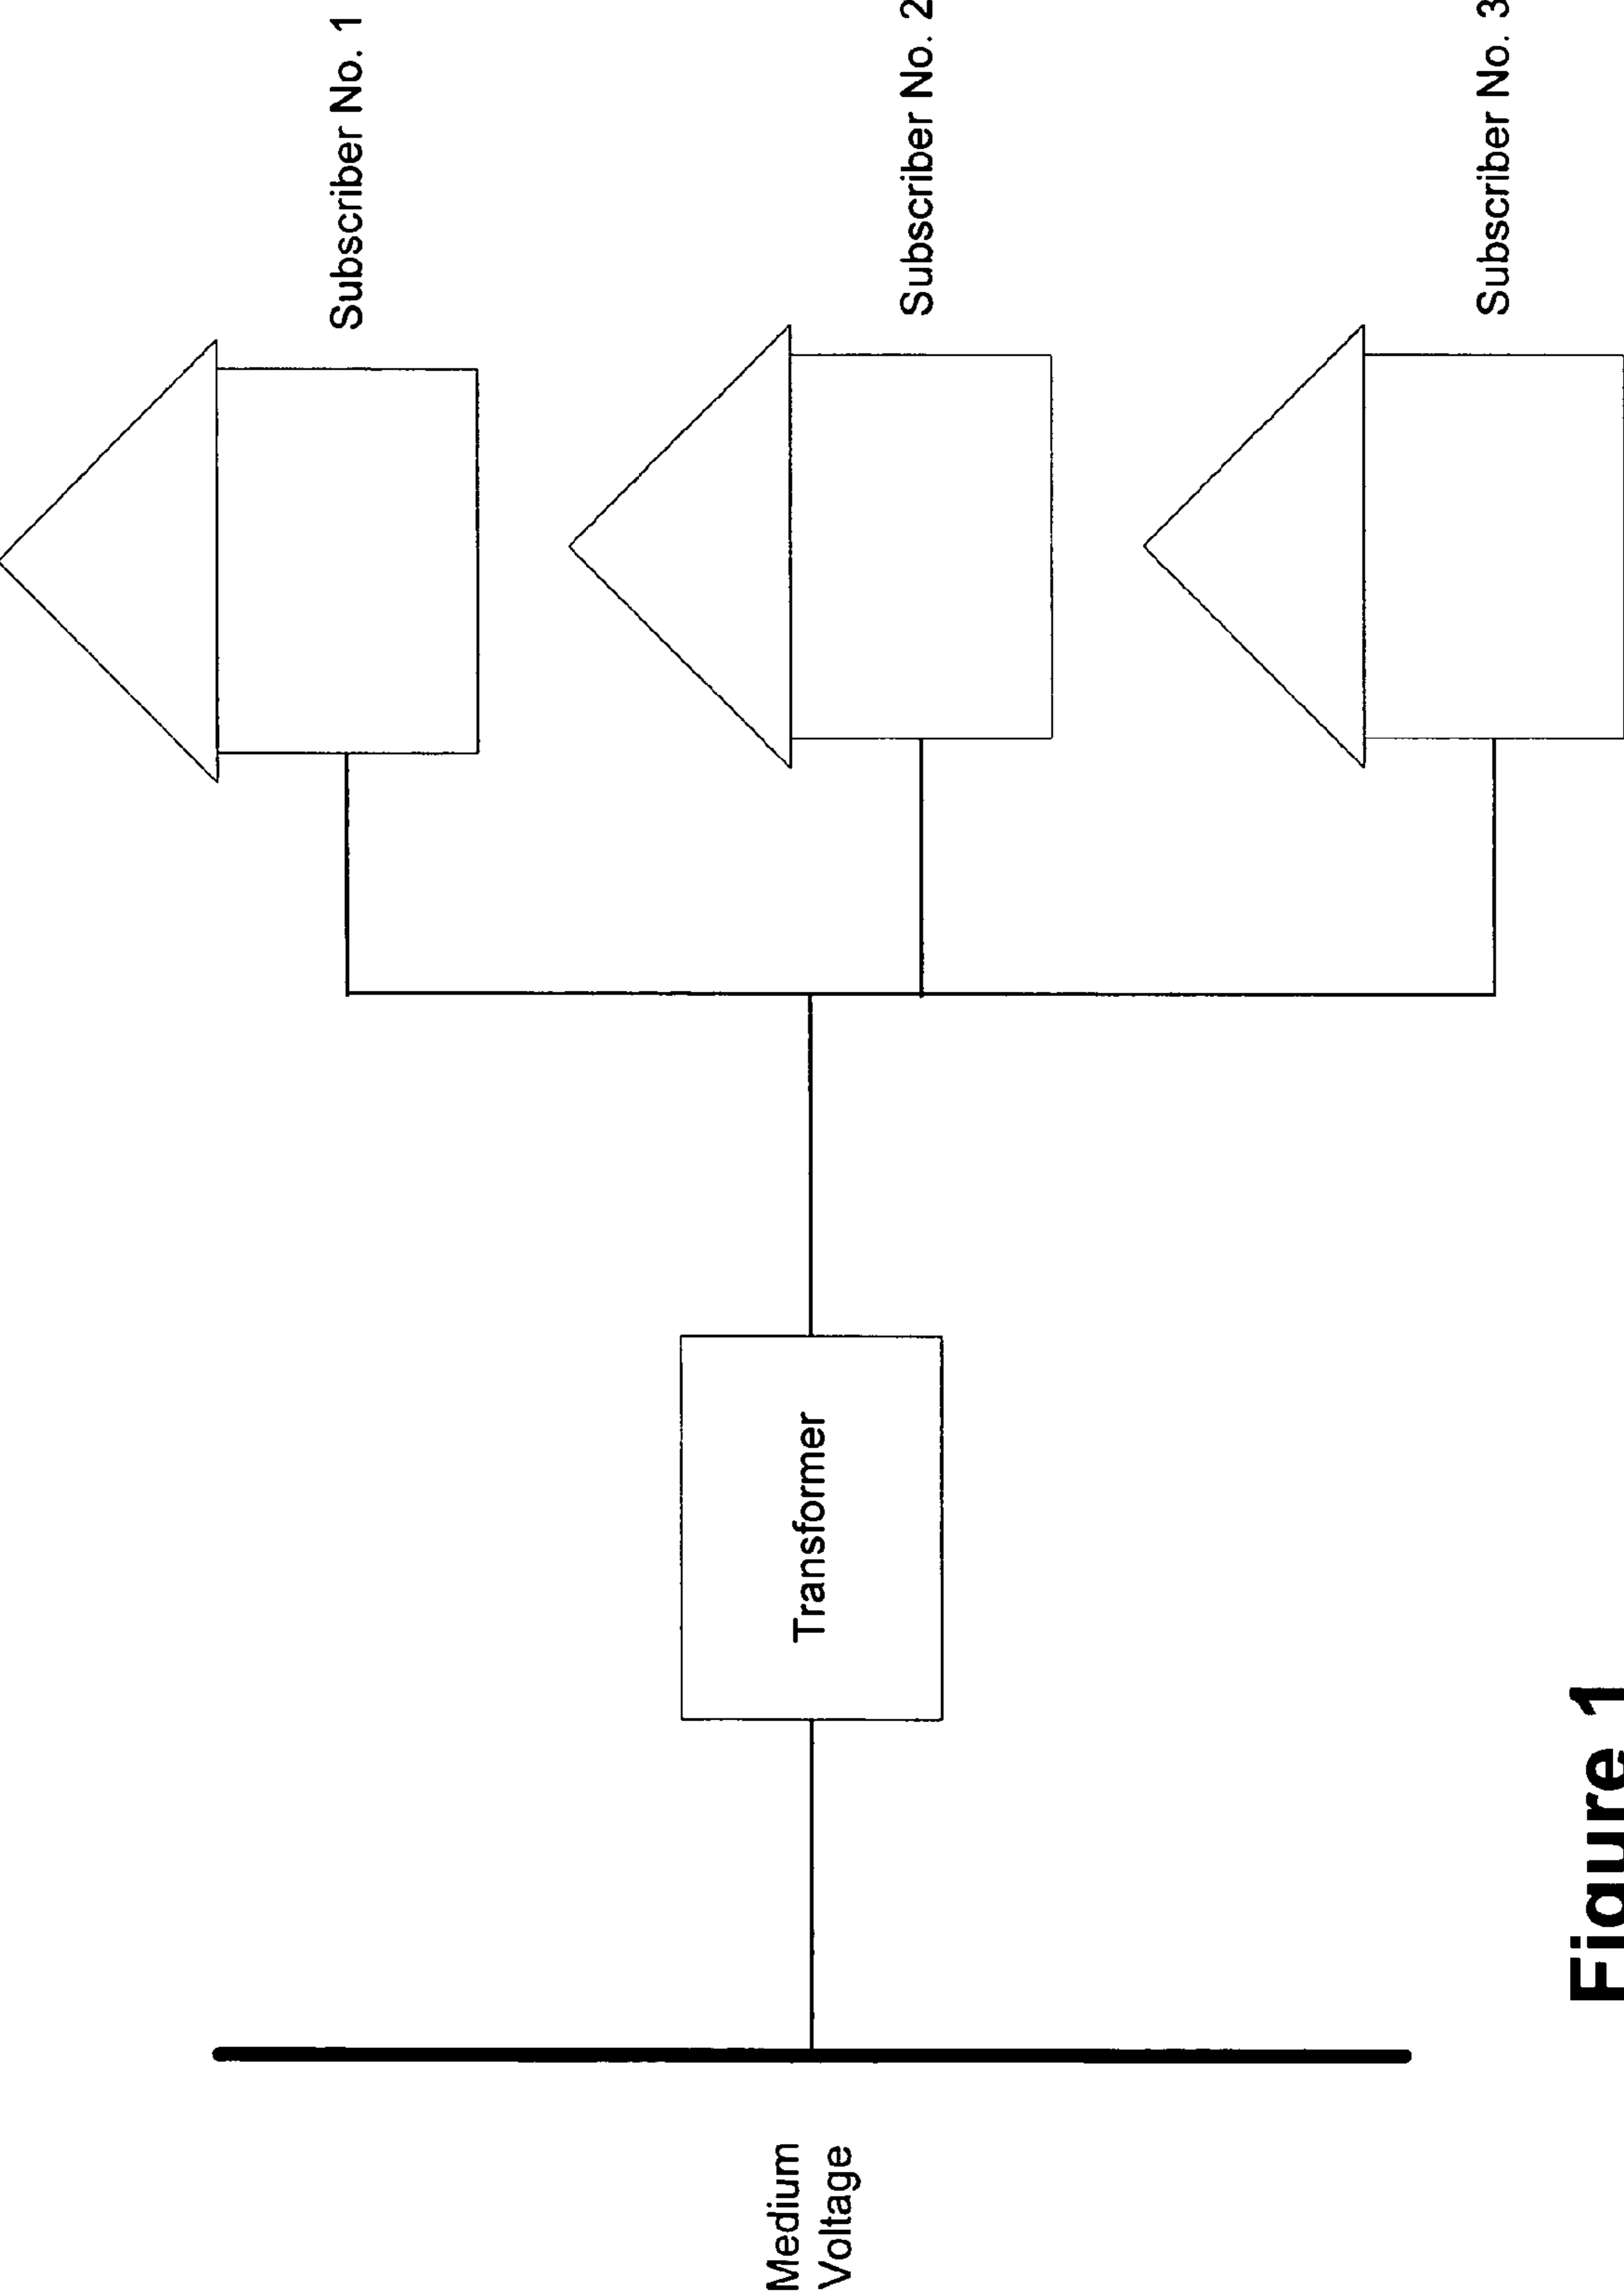 Medium
Voltage
Transformer
Subscriber No. 1
Subscriber No. 2
Subscriber No. 3
Figure 1